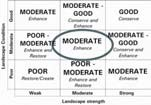 Landscape Condition
Good
Moderate
Poor
MODERATE
Enhance
MODERATE -
GOOD
Conserve and
Enhance
GOOD
Conserve
POOR -
MODERATE
Enhance and
Restore
MODERATE
Enhance
MODERATE -
GOOD
Conserve and
Enhance
POOR
Restore/Create
POOR -
MODERATE
Enhance and
Restore
MODERATE
Enhance
Weak
Moderate
Strong
Landscape strength